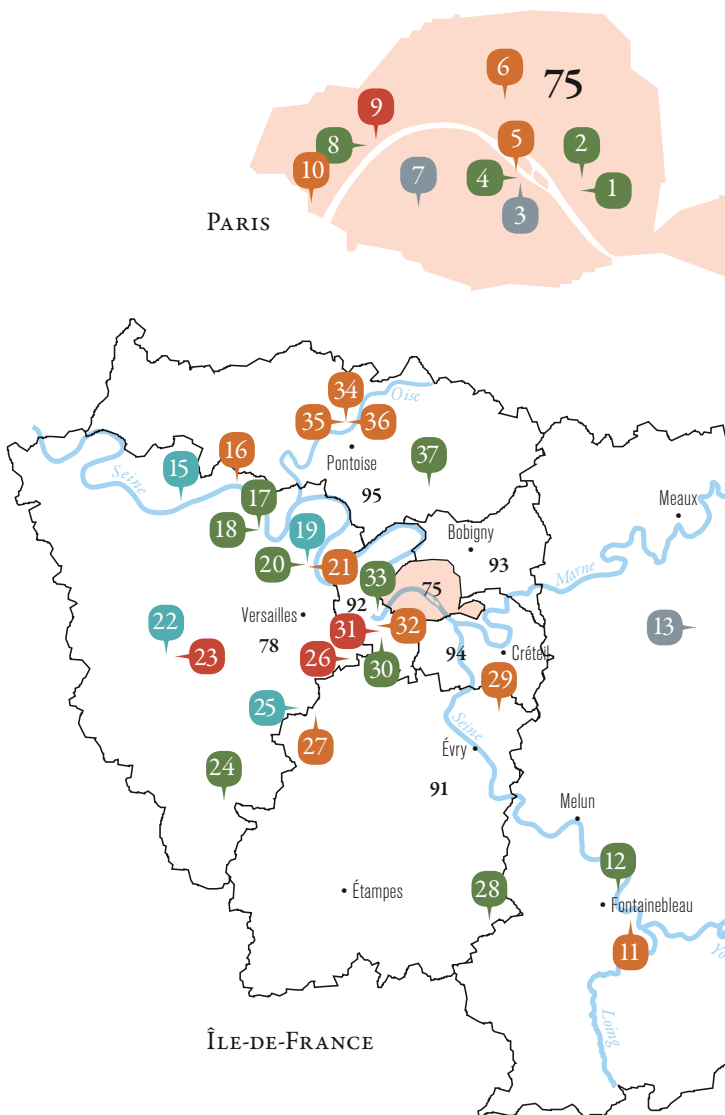 6
75
9
5
2
8
10
7
4
1
3
PARIS
34
Oise
35
36
16
Pontoise
15
37
Seine
95
17
Meaux
18
19
Bobigny
93
20
21
33
Marne
75
92
Versailles
22
31
32
13
78
23
26
94
Créteil
30
29
25
Seine
27
Évry
24
91
Melun
12
28
Étampes
Fontainebleau
11
Yo
Loing
ÎLE-DE-FRANCE